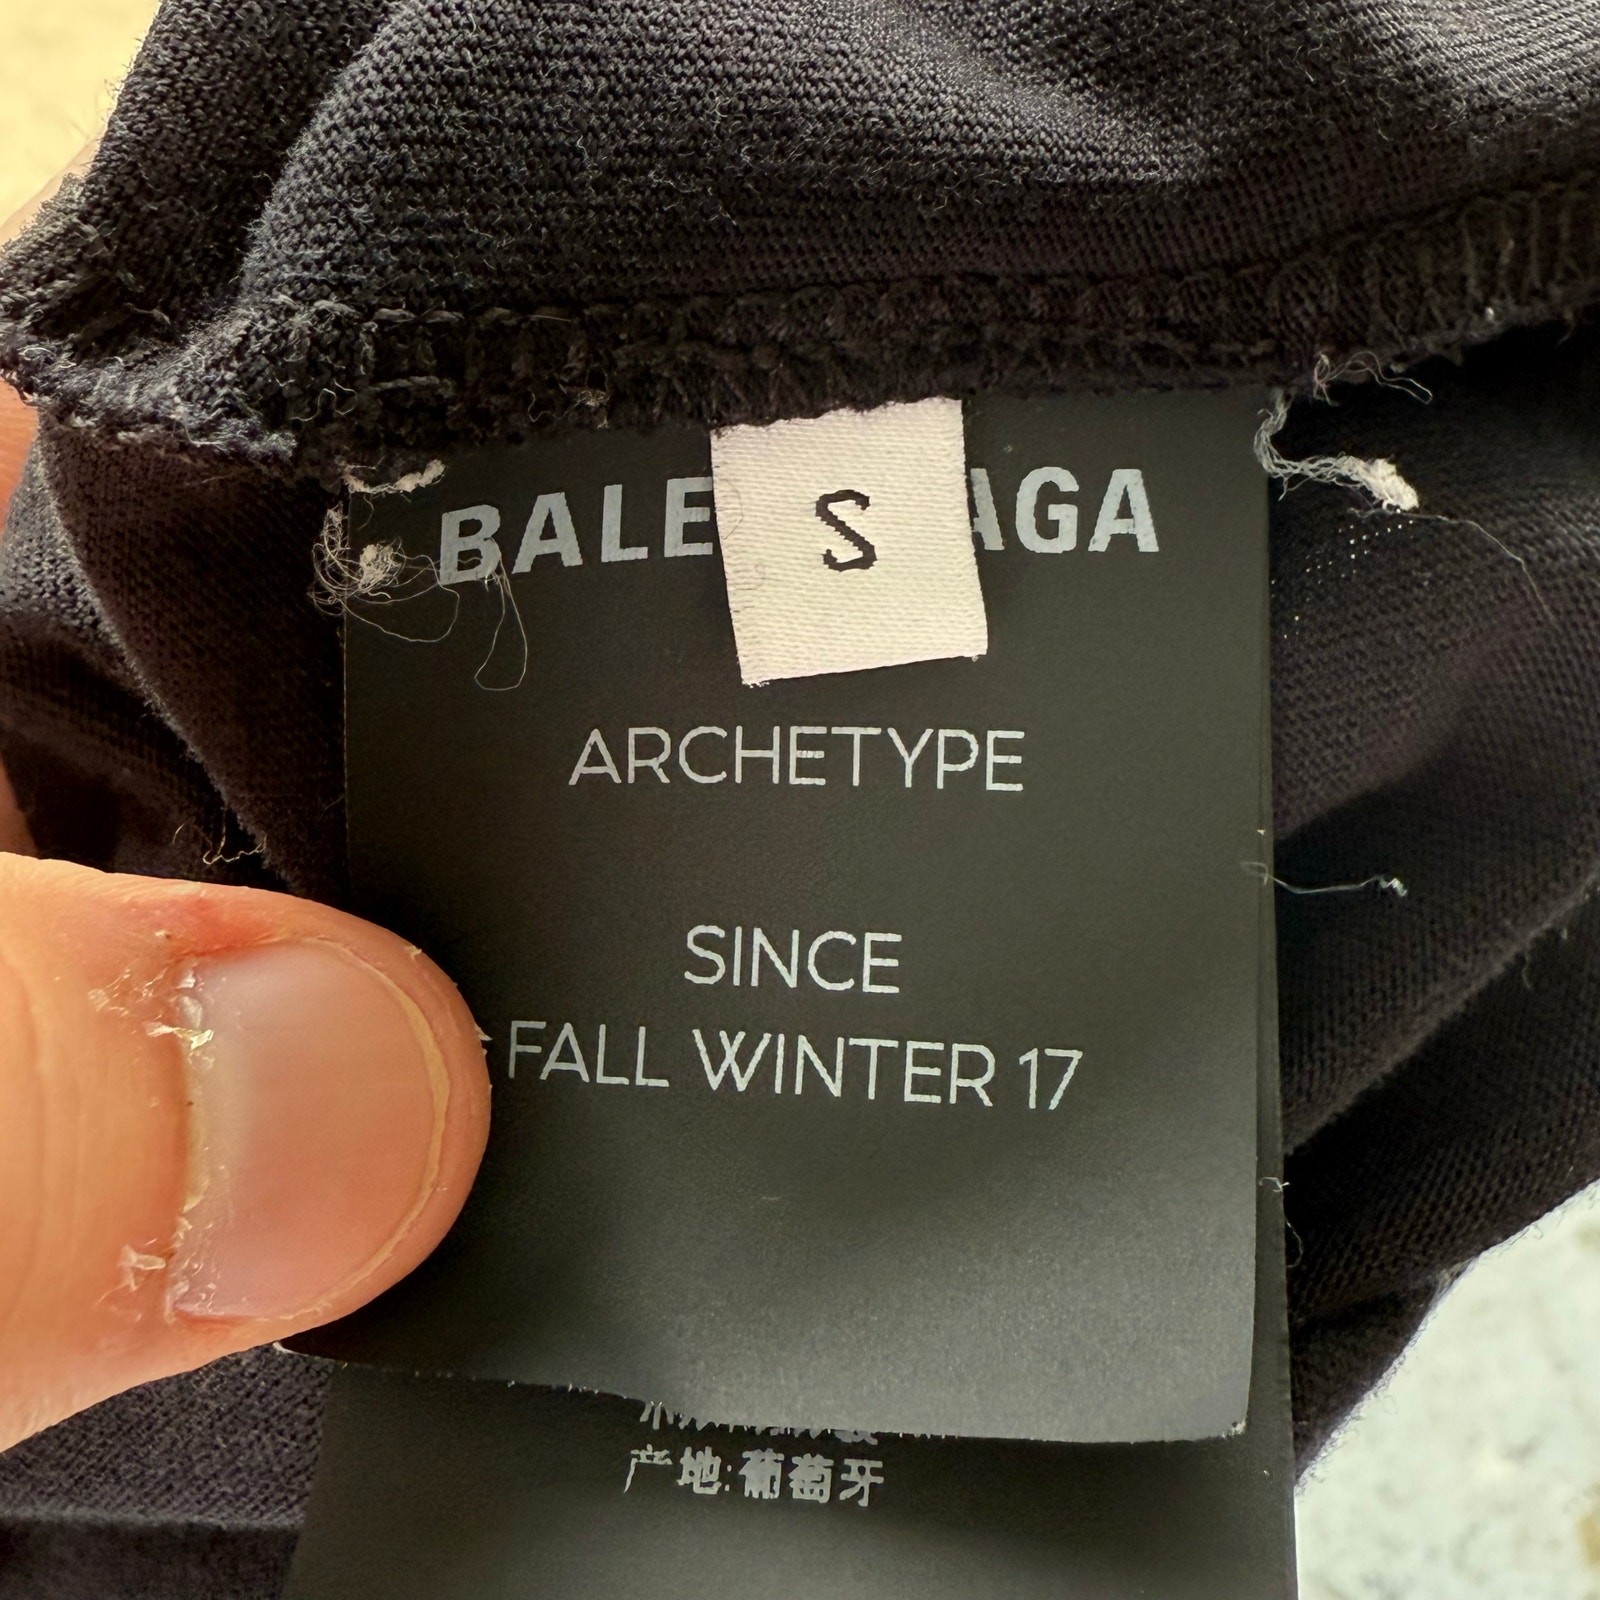 BALE AGA
S
ARCHETYPE
SINCE
FALL WINTER 17
产地:葡萄牙